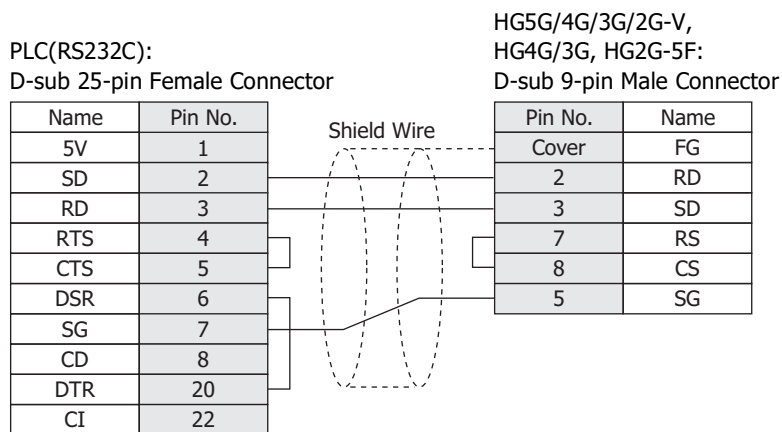 HG5G/4G/3G/2G-V,
PLC(RS232C): HG4G/3G, HG2G-5F:
D-sub 25-pin Female Connector D-sub 9-pin Male Connector
Name Pin No. Shield Wire Pin No. Name
5V 1 Cover FG
SD 2 2 RD
RD 3 3 SD
RTS 4 7 RS
CTS 5 8 CS
DSR 6 5 SG
SG 7
CD 8
DTR 20
CI 22